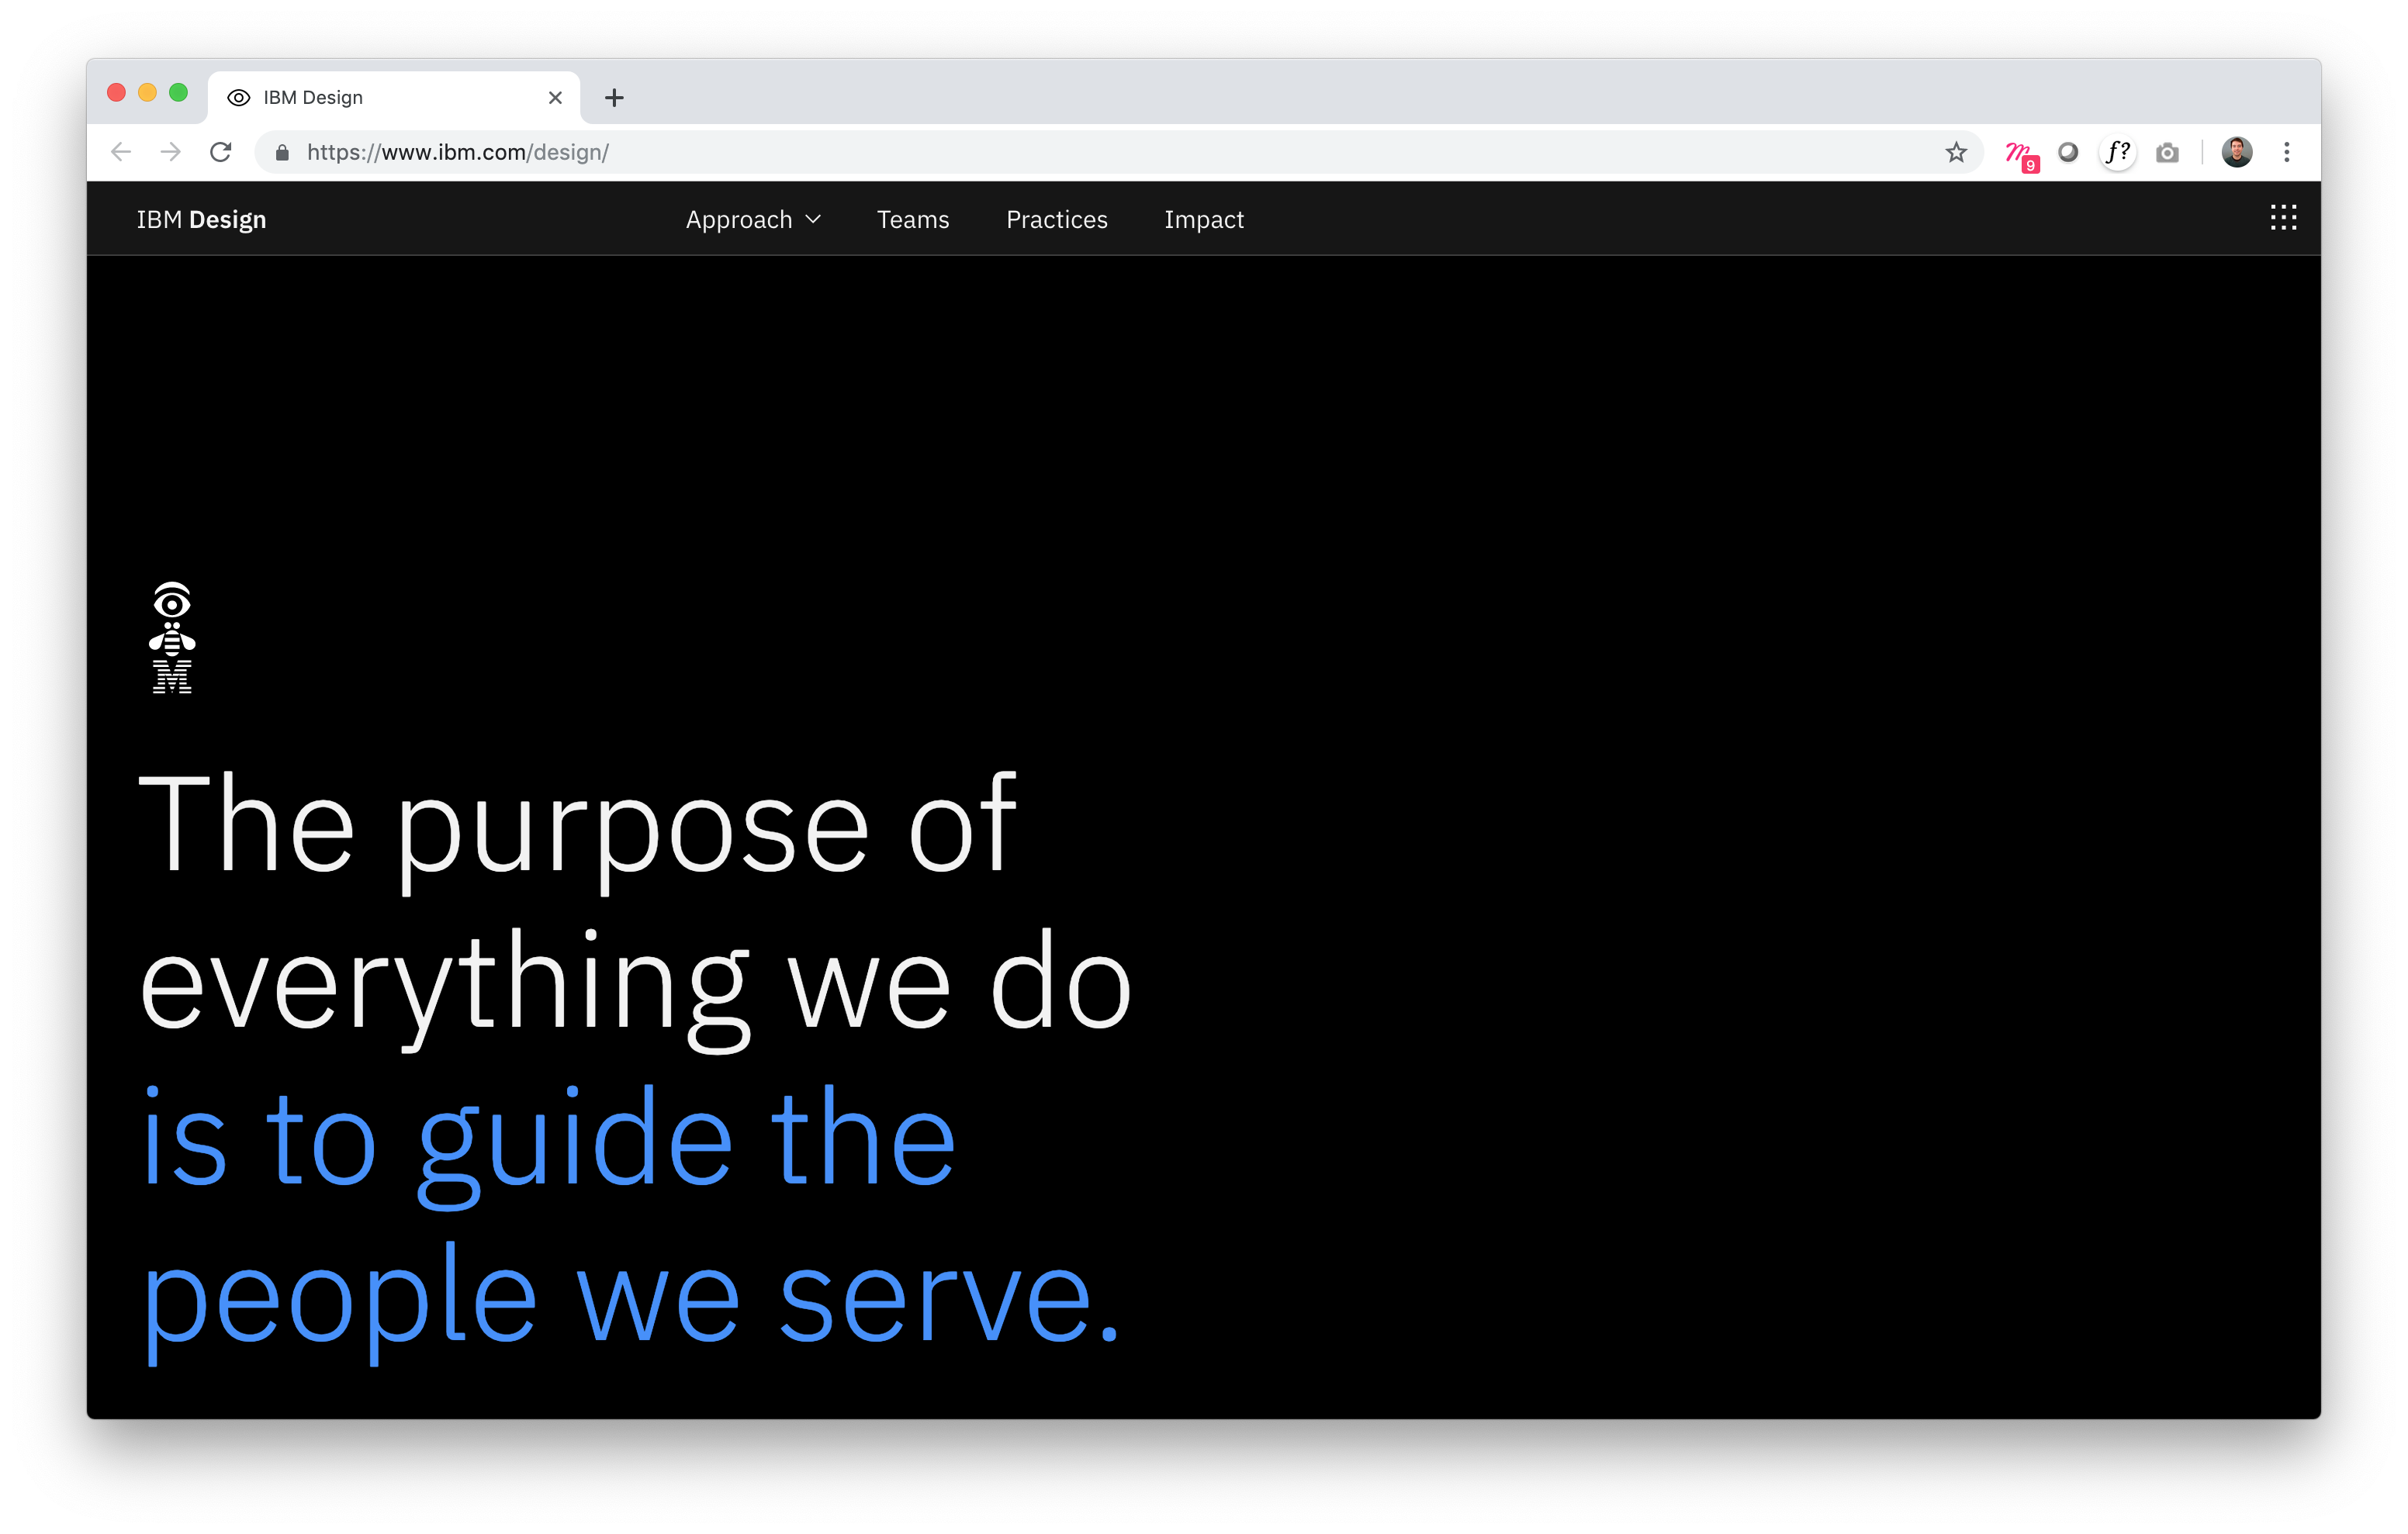 IBM Design
https://www.ibm.com/design/
9
f?
IBM Design
Approach
Teams
Practices
Impact
M
The purpose of
everything we do
is to guide the
people we serve.